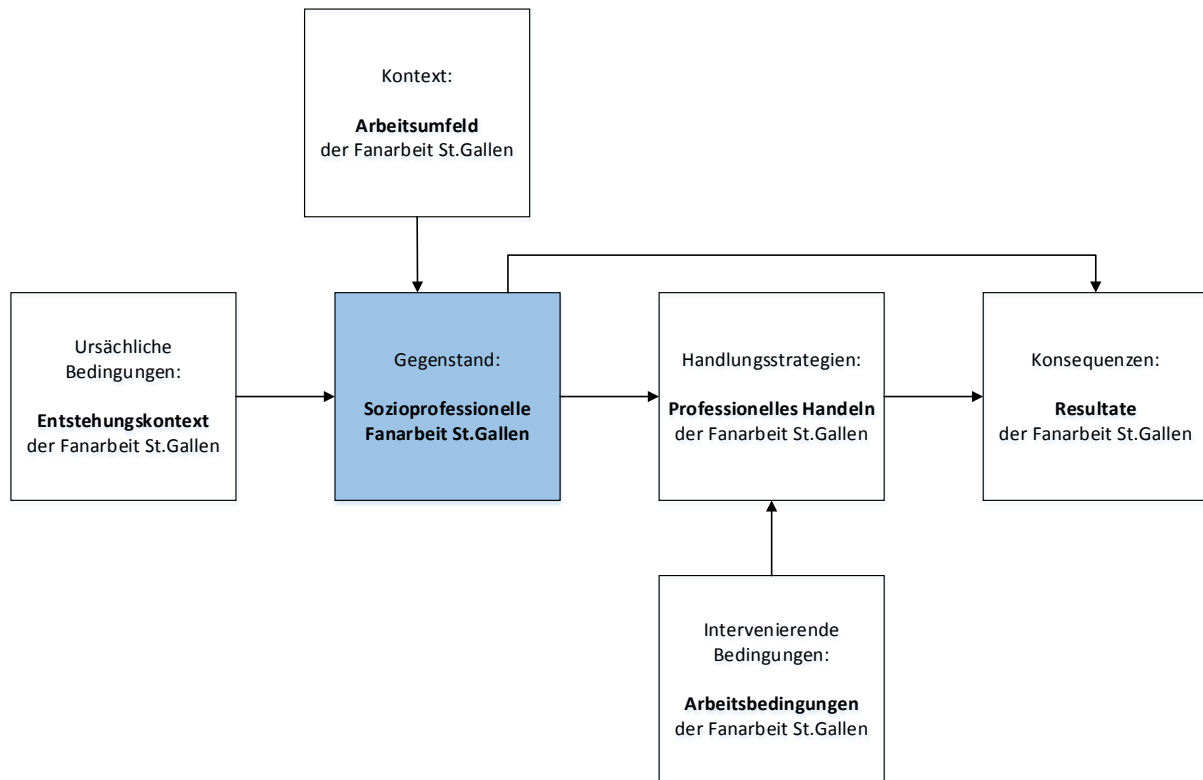 Kontext:
Arbeitsumfeld
der Fanarbeit St.Gallen
Ursächliche
Bedingungen:
Entstehungskontext
der Fanarbeit St.Gallen
Gegenstand:
Sozioprofessionelle
Fanarbeit St.Gallen
Handlungsstrategien:
Professionelles Handeln
der Fanarbeit St.Gallen
Konsequenzen:
Resultate
der Fanarbeit St.Gallen
Intervenierende
Bedingungen:
Arbeitsbedingungen
der Fanarbeit St.Gallen